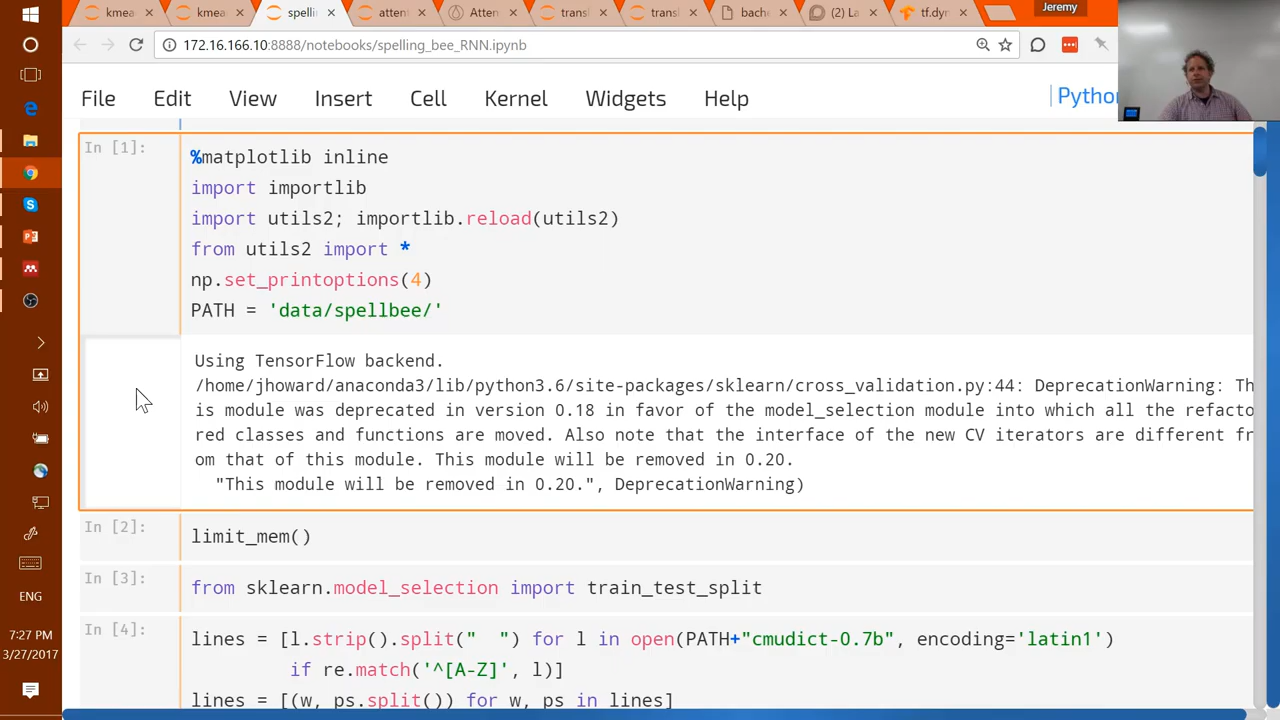 kmea
kmea
spellin
atten
Atten
transl
transl
bache
(2) La
tf.dyn
Jeremy
172.16.166.10:8888/notebooks/spelling_bee_RNN.ipynb
File Edit View Insert Cell Kernel Widgets Help
Pytho
In [1]:
%matplotlib inline
import importlib
import utils2; importlib.reload(utils2)
from utils2 import *
np.set_printoptions(4)
PATH = 'data/spellbee/'
Using TensorFlow backend.
/home/jhoward/anaconda3/lib/python3.6/site-packages/sklearn/cross_validation.py:44: DeprecationWarning: Th
is module was deprecated in version 0.18 in favor of the model_selection module into which all the refacto
red classes and functions are moved. Also note that the interface of the new CV iterators are different fr
om that of this module. This module will be removed in 0.20.
"This module will be removed in 0.20.", DeprecationWarning)
In [2]:
limit_mem()
In [3]:
from sklearn.model_selection import train_test_split
In [4]:
lines = [l.strip().split("  ") for l in open(PATH+"cmudict-0.7b", encoding='latin1')
if re.match('^[A-Z]', l)]
lines = [(w, ps.split()) for w, ps in lines]
ENG
7:27 PM
3/27/2017